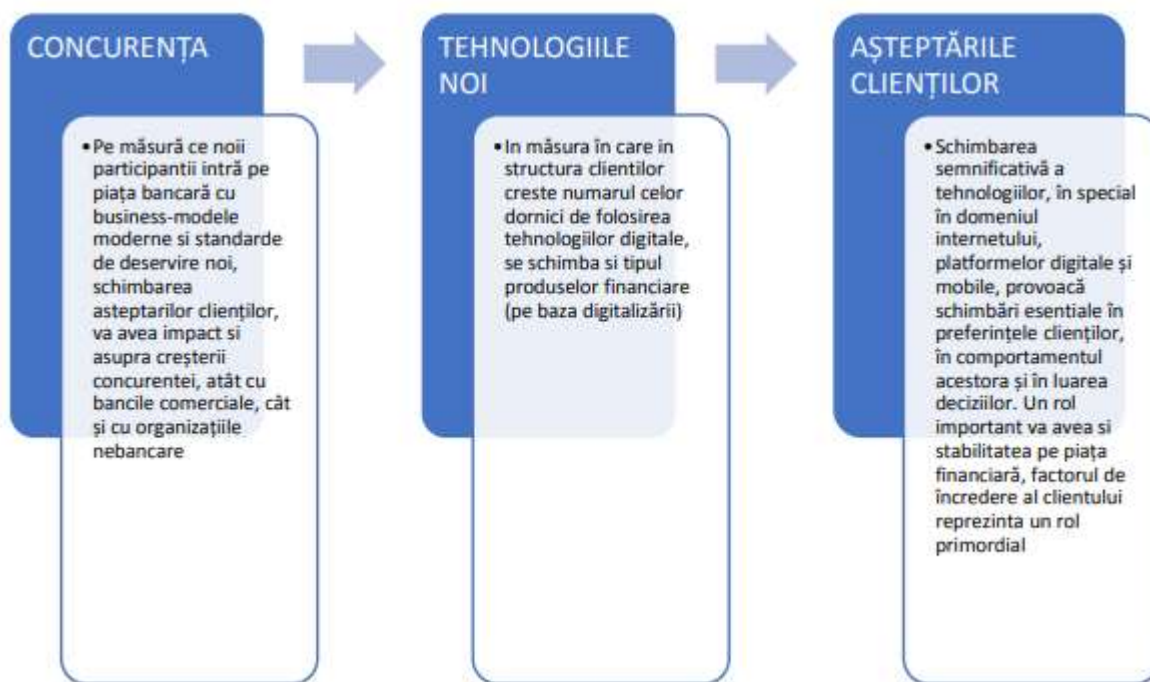 CONCURENȚA
• Pe măsură ce noii
participantii intră pe
piața bancară cu
business-modele
moderne si standarde
de deservire noi,
schimbarea
asteptarilor clienților,
va avea impact si
asupra creșterii
concurentei, atât cu
bancile comerciale, cât
și cu organizațiile
nebancare
TEHNOLOGIILE
NOI
• In măsura în care in
structura clientilor
creste numarul celor
dornici de folosirea
tehnologiilor digitale,
se schimba si tipul
produselor financiare
(pe baza digitalizării)
AȘTEPTĂRILE
CLIENȚILOR
• Schimbarea
semnificativă a
tehnologiilor, în special
în domeniul
internetului,
platformelor digitale și
mobile, provoacă
schimbări esentiale în
preferințele clienților,
în comportamentul
acestora și în luarea
deciziilor. Un rol
important va avea si
stabilitatea pe piața
financiară, factorul de
încredere al clientului
reprezinta un rol
primordial